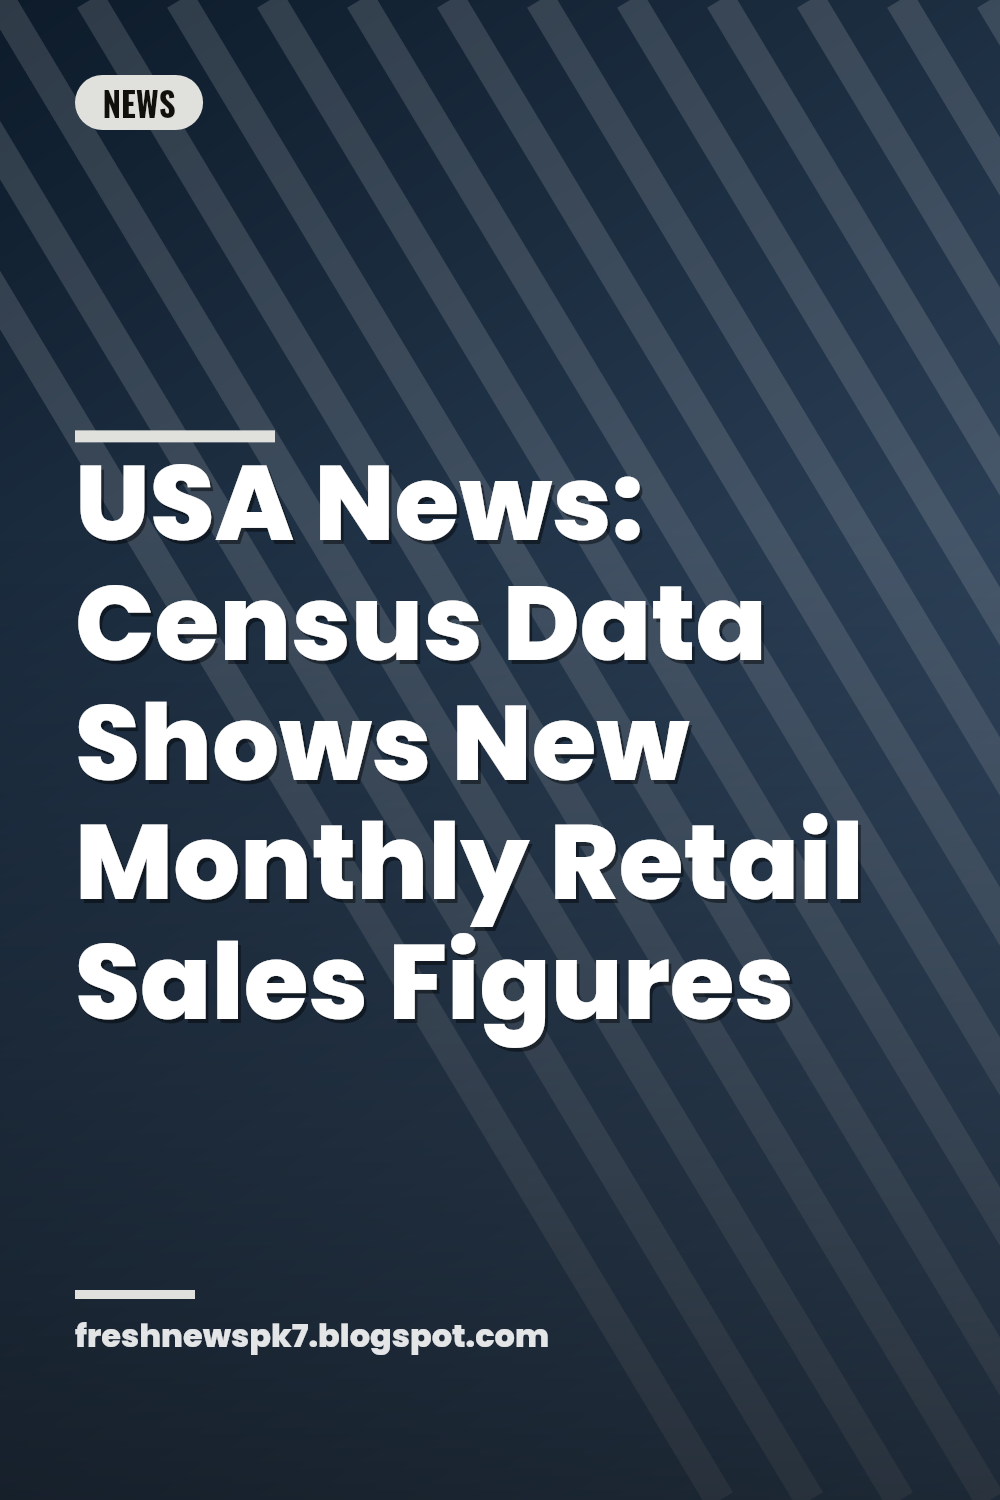 NEWS
USA News:
Census Data
Shows New
Monthly Retail
Sales Figures
freshnewspk7.blogspot.com